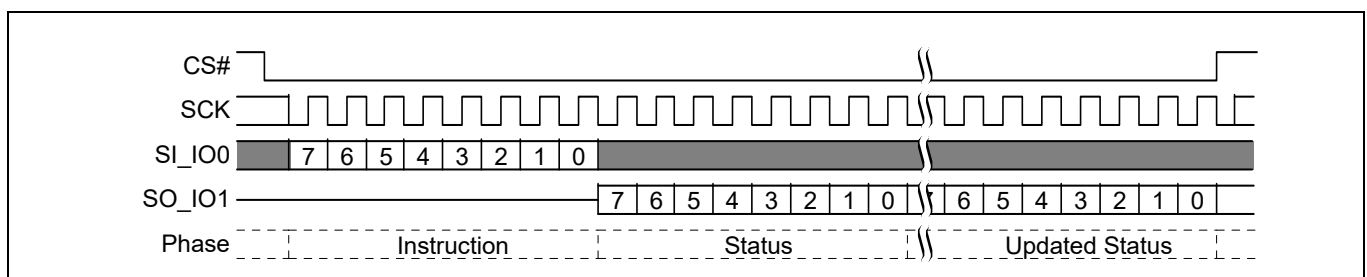 CS#
SCK
SI_IO0 7 6 5 4 3 2 1 0
SO_IO1 7 6 5 4 3 2 1 0 6 5 4 3 2 1 0
Phase Instruction Status Updated Status